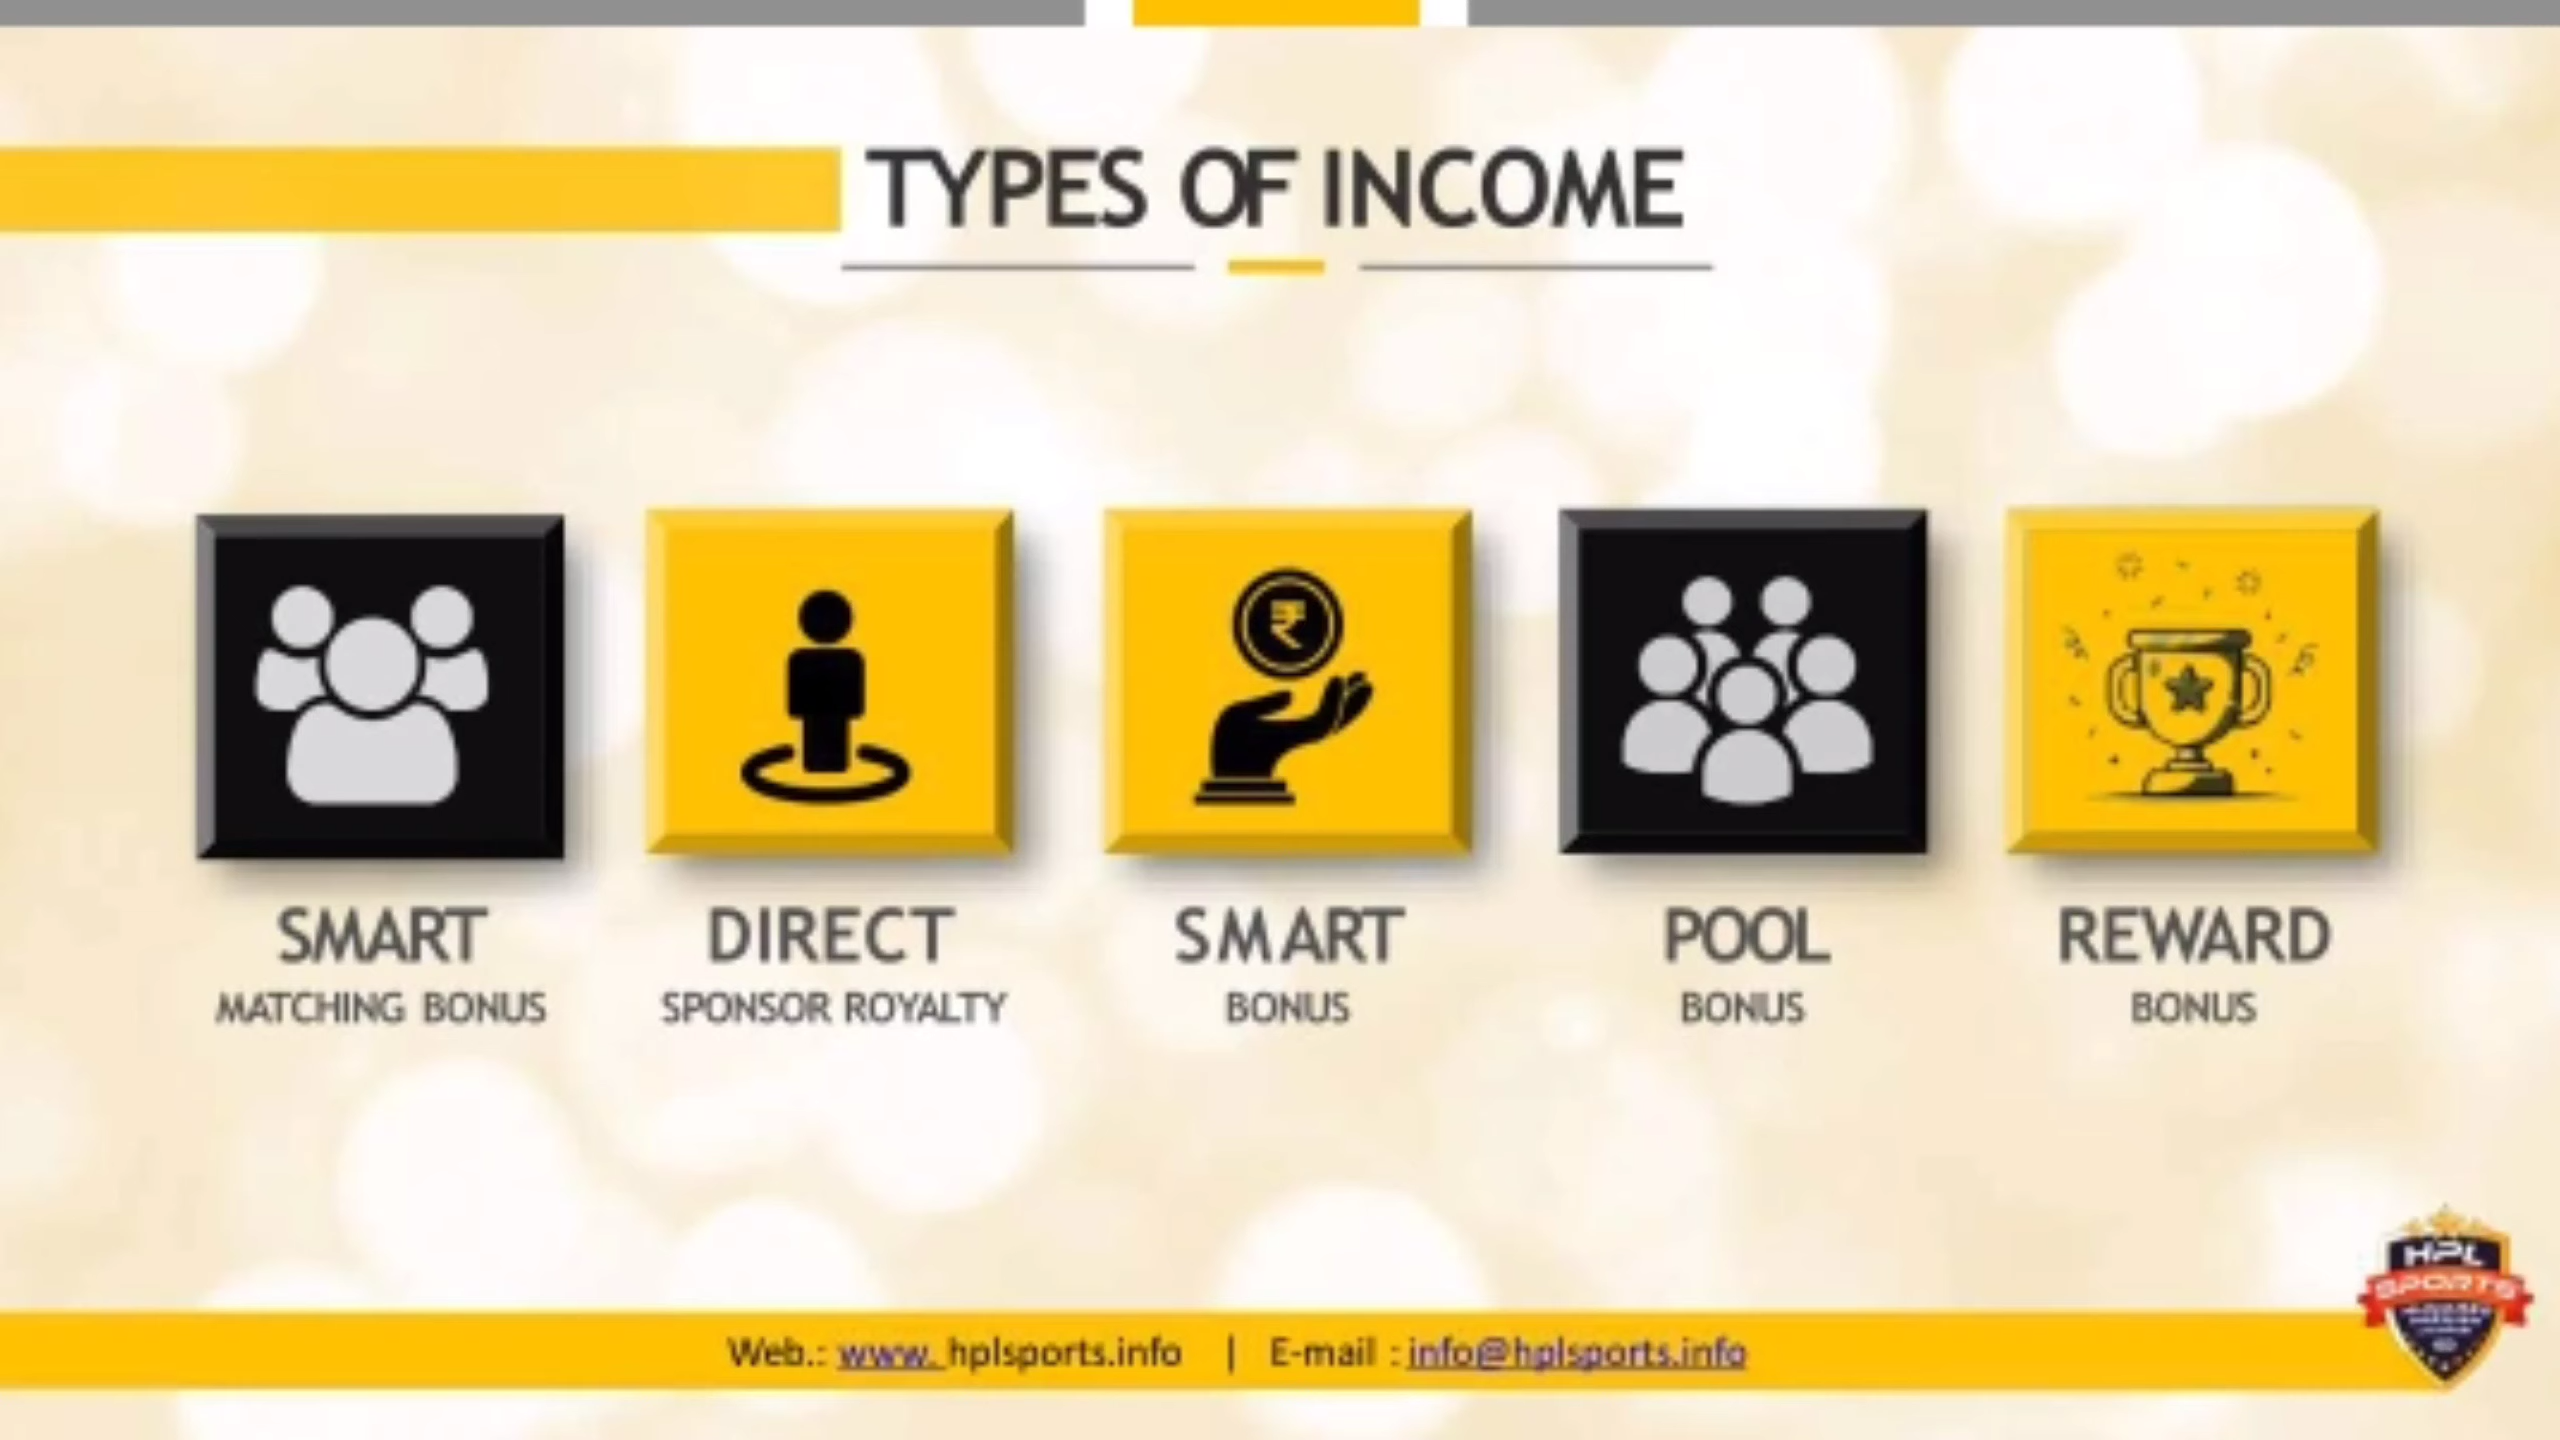 TYPES OF INCOME
SMART
MATCHING BONUS
DIRECT
SPONSOR ROYALTY
SMART
BONUS
POOL
BONUS
REWARD
BONUS
Web.: www. hplsports.info | E-mail : info@hplsports.info
HPL
SPORTS